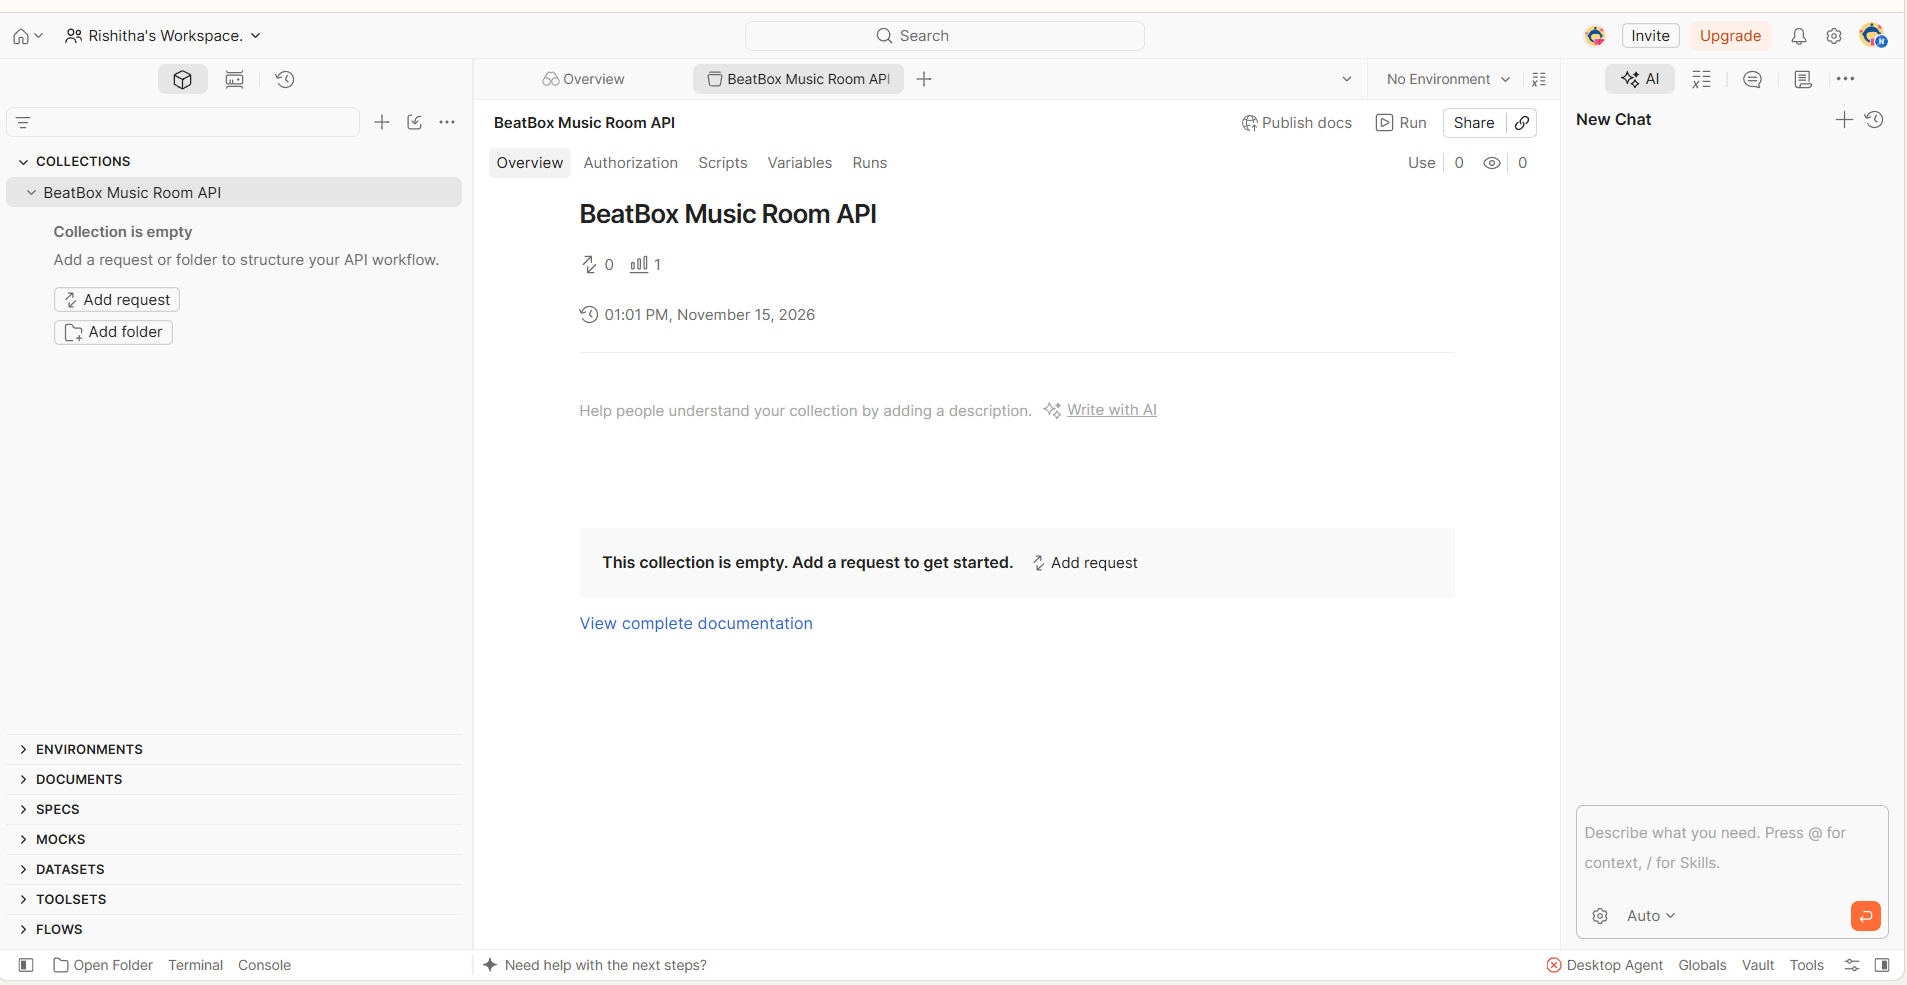 Rishitha's Workspace.
Search
Invite
Upgrade
N
Overview
BeatBox Music Room API
No Environment
AI
BeatBox Music Room API
Publish docs
Run
Share
New Chat
COLLECTIONS
Overview
Authorization
Scripts
Variables
Runs
Use
0
0
BeatBox Music Room API
Collection is empty
Add a request or folder to structure your API workflow.
Add request
Add folder
BeatBox Music Room API
0
1
01:01 PM, November 15, 2026
Help people understand your collection by adding a description.
Write with AI
This collection is empty. Add a request to get started.
Add request
View complete documentation
ENVIRONMENTS
DOCUMENTS
SPECS
MOCKS
DATASETS
TOOLSETS
FLOWS
Describe what you need. Press @ for
context, / for Skills.
Auto
Open Folder
Terminal
Console
Need help with the next steps?
Desktop Agent
Globals
Vault
Tools